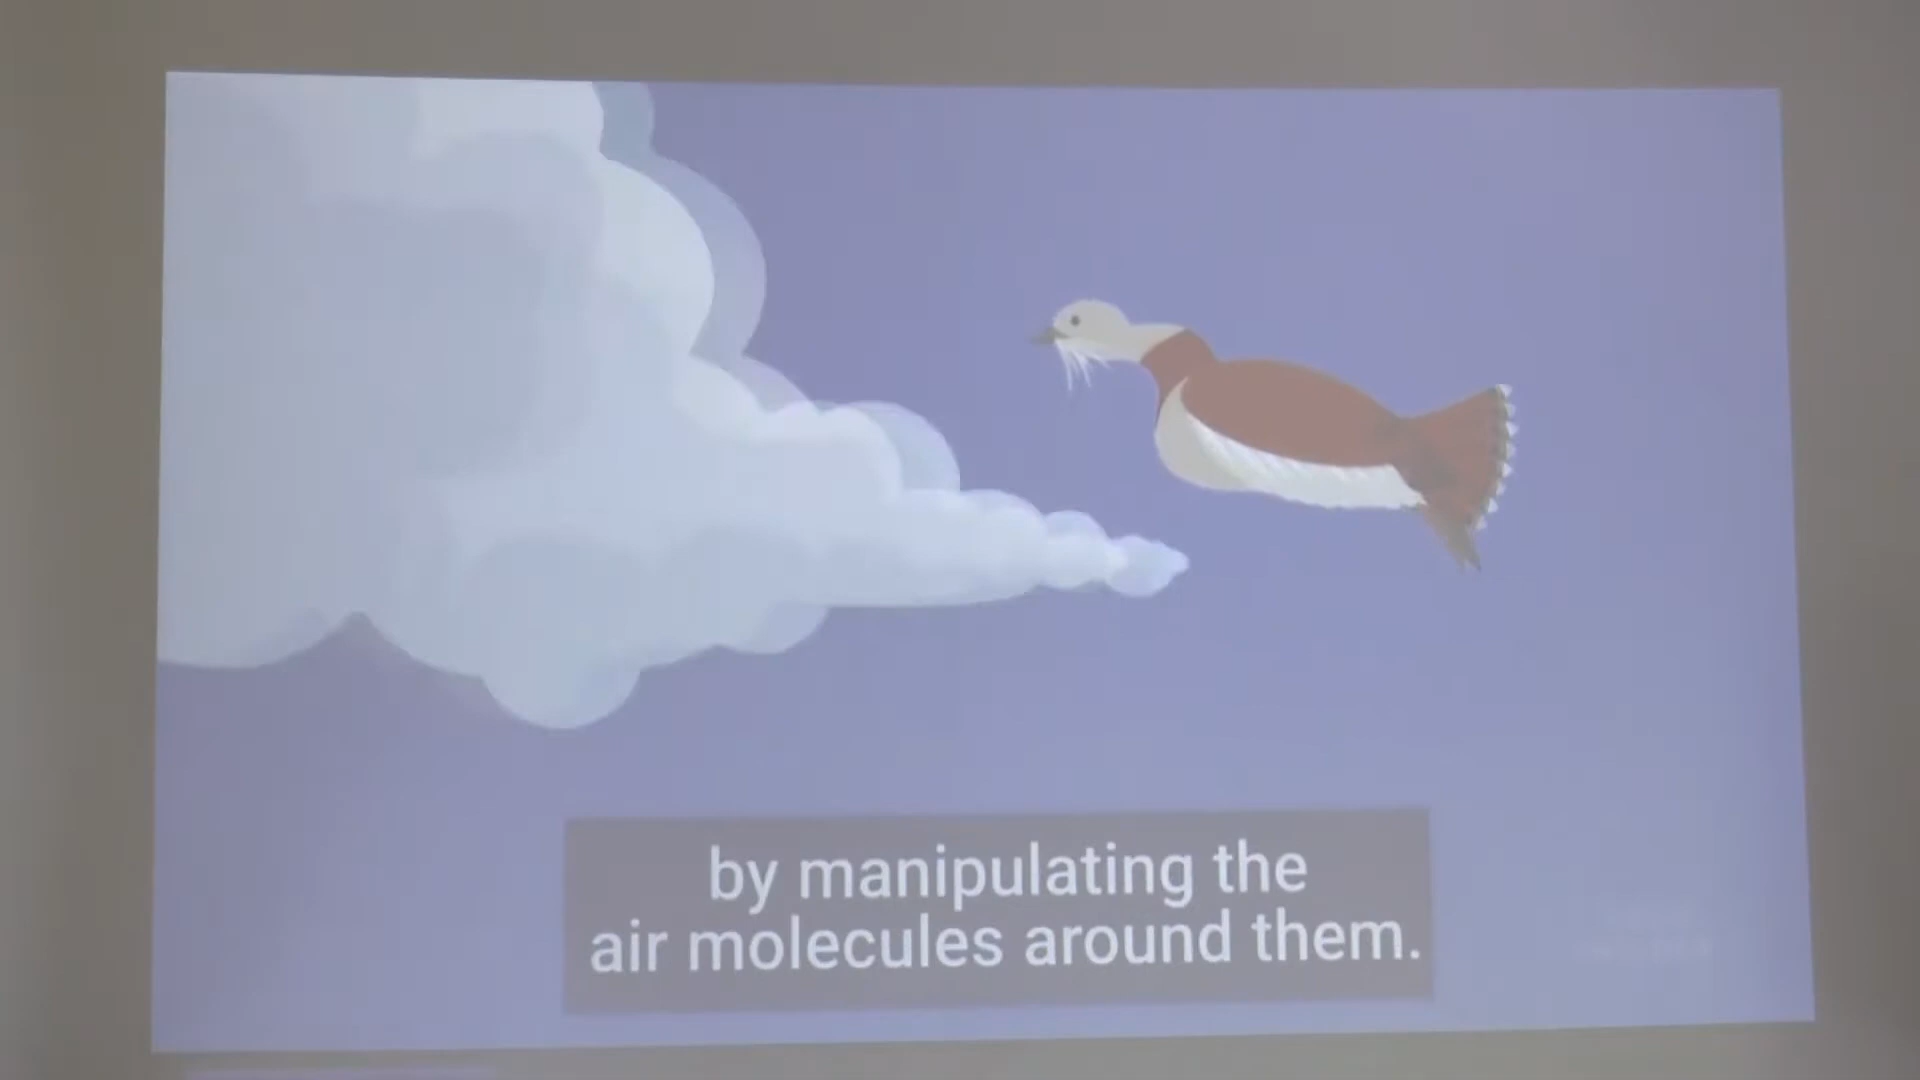 by manipulating the
air molecules around them.